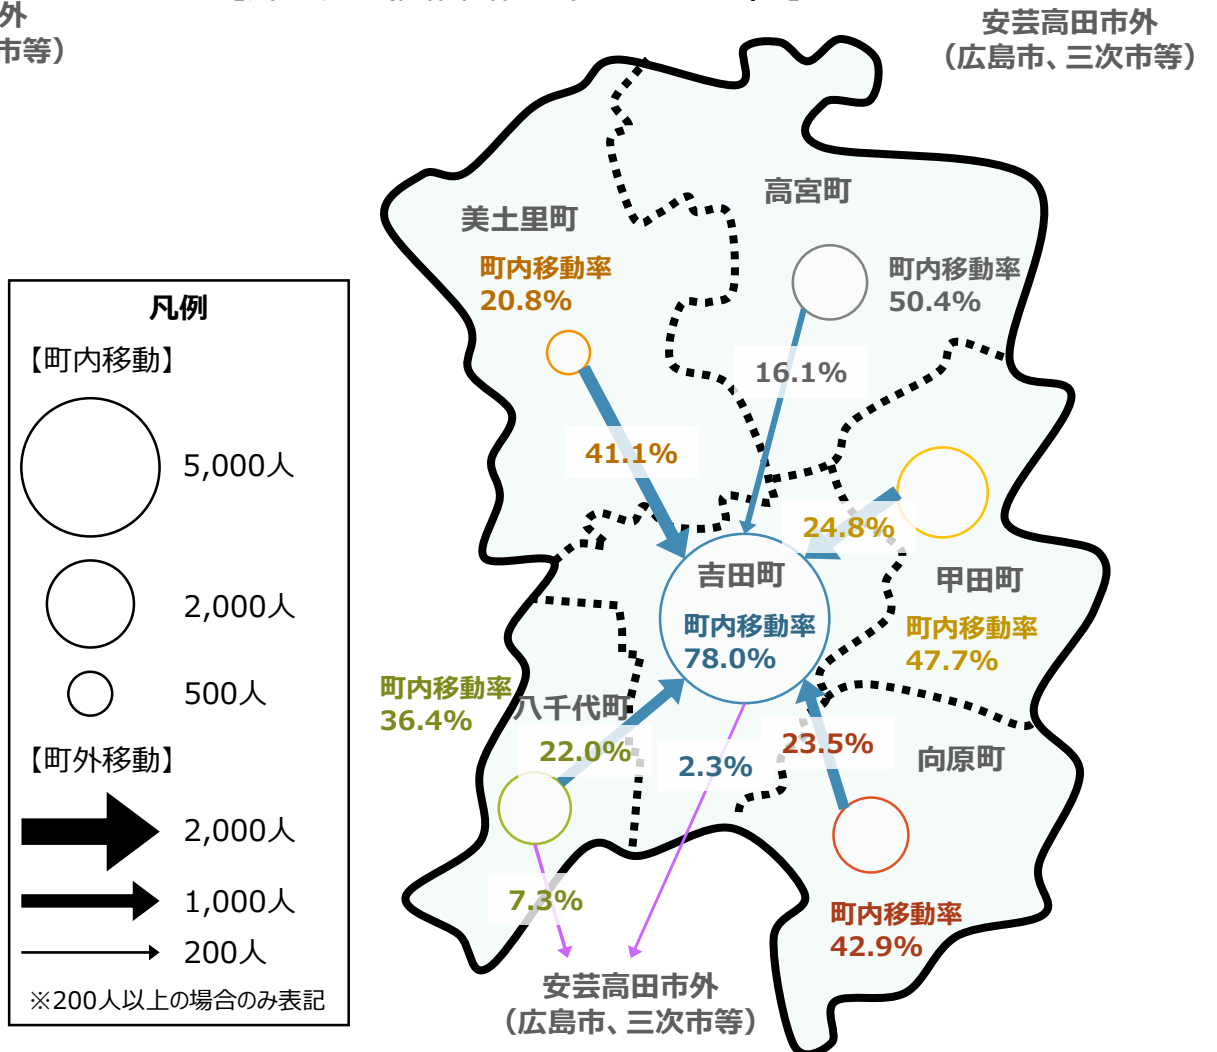 外
市等）
安芸高田市外
（広島市、三次市等）
高宮町
美土里町
町内移動率
20.8%
町内移動率
50.4%
16.1%
41.1%
24.8%
吉田町
町内移動率
78.0%
甲田町
町内移動率
47.7%
町内移動率
36.4%
八千代町
22.0%
2.3%
23.5%
向原町
7.3%
町内移動率
42.9%
安芸高田市外
（広島市、三次市等）
凡例
【町内移動】
5,000人
2,000人
500人
【町外移動】
2,000人
1,000人
200人
※200人以上の場合のみ表記